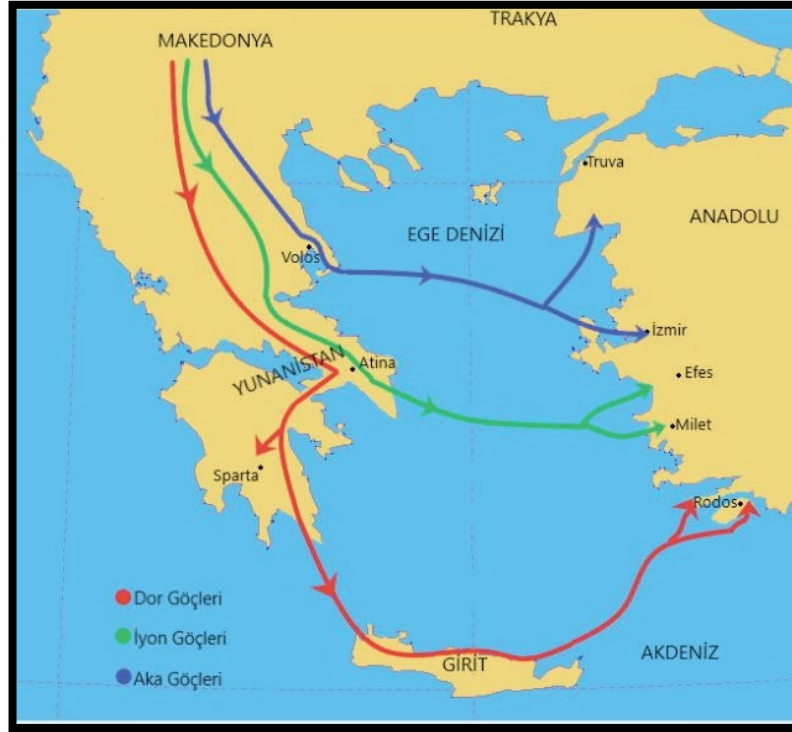 TRAKYA
MAKEDONYA
Truva
ANADOLU
EGE DENİZİ
Volos
İzmir
YUNANİSTAN
Atina
Efes
Milet
Sparta
Rodos
Dor Göçleri
İyon Göçleri
AKDENİZ
GİRİT
Aka Göçleri